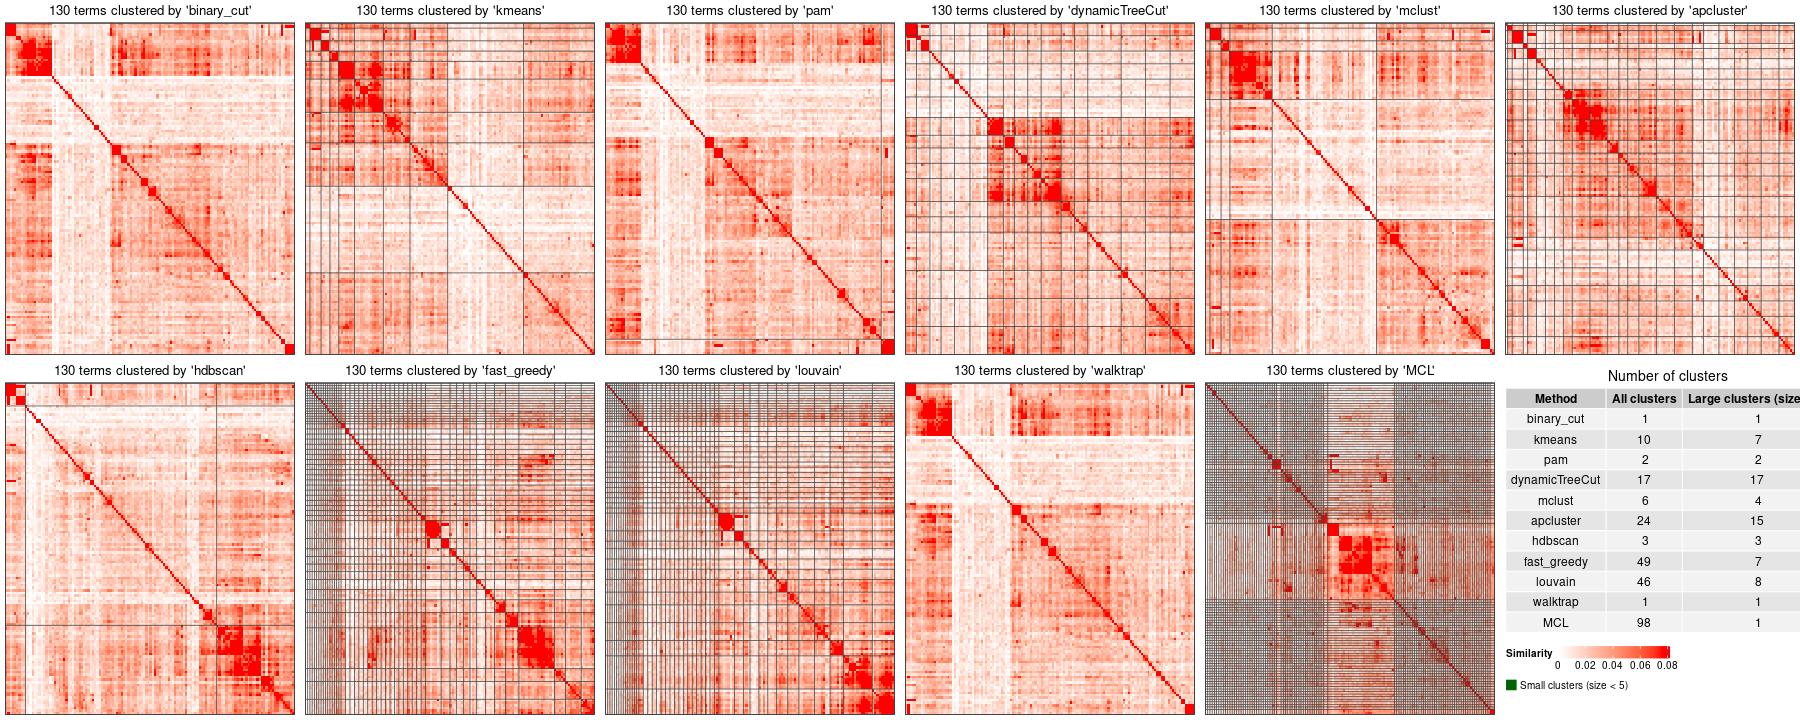 130 terms clustered by 'binary_cut'
130 terms clustered by 'kmeans'
130 terms clustered by 'pam'
130 terms clustered by 'dynamicTreeCut'
130 terms clustered by 'mclust'
130 terms clustered by 'apcluster'
130 terms clustered by 'hdbscan'
130 terms clustered by 'fast_greedy'
130 terms clustered by 'louvain'
130 terms clustered by 'walktrap'
130 terms clustered by 'MCL'
Number of clusters
Method All clusters Large clusters (size
binary_cut 1 1
kmeans 10 7
pam 2 2
dynamicTreeCut 17 17
mclust 6 4
apcluster 24 15
hdbscan 3 3
fast_greedy 49 7
louvain 46 8
walktrap 1 1
MCL 98 1
Similarity
0 0.02 0.04 0.06 0.08
Small clusters (size < 5)